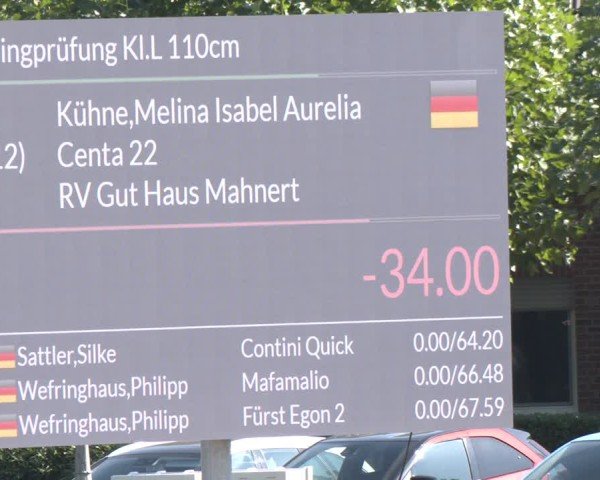 ingprüfung Kl.L 110cm
Kühne,Melina Isabel Aurelia
12) Centa 22
RV Gut Haus Mahnert
-34.00
Sattler,Silke Contini Quick 0.00/64.20
Wefringhaus,Philipp Mafamalio 0.00/66.48
Wefringhaus,Philipp Fürst Egon 2 0.00/67.59